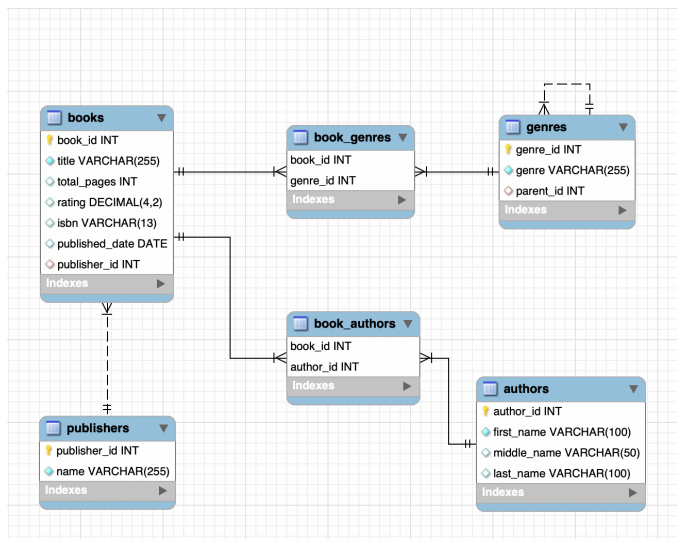 books
book_id INT
title VARCHAR(255)
total_pages INT
rating DECIMAL(4,2)
isbn VARCHAR(13)
published_date DATE
publisher_id INT
Indexes
book_genres
book_id INT
genre_id INT
Indexes
genres
genre_id INT
genre VARCHAR(255)
parent_id INT
Indexes
book_authors
book_id INT
author_id INT
Indexes
publishers
publisher_id INT
name VARCHAR(255)
Indexes
authors
author_id INT
first_name VARCHAR(100)
middle_name VARCHAR(50)
last_name VARCHAR(100)
Indexes